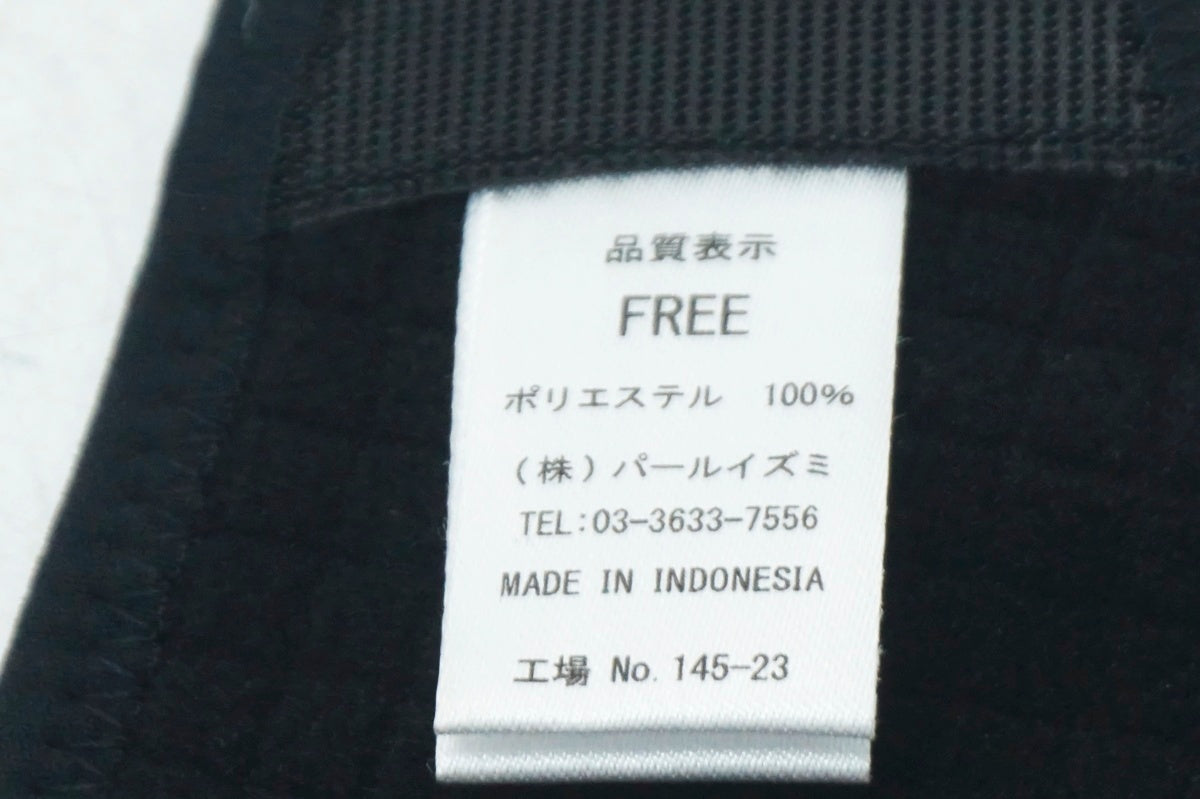 品質表示
FREE
ポリエステル 100%
(株)パールイズミ
TEL:03-3633-7556
MADE IN INDONESIA
工場 No. 145-23